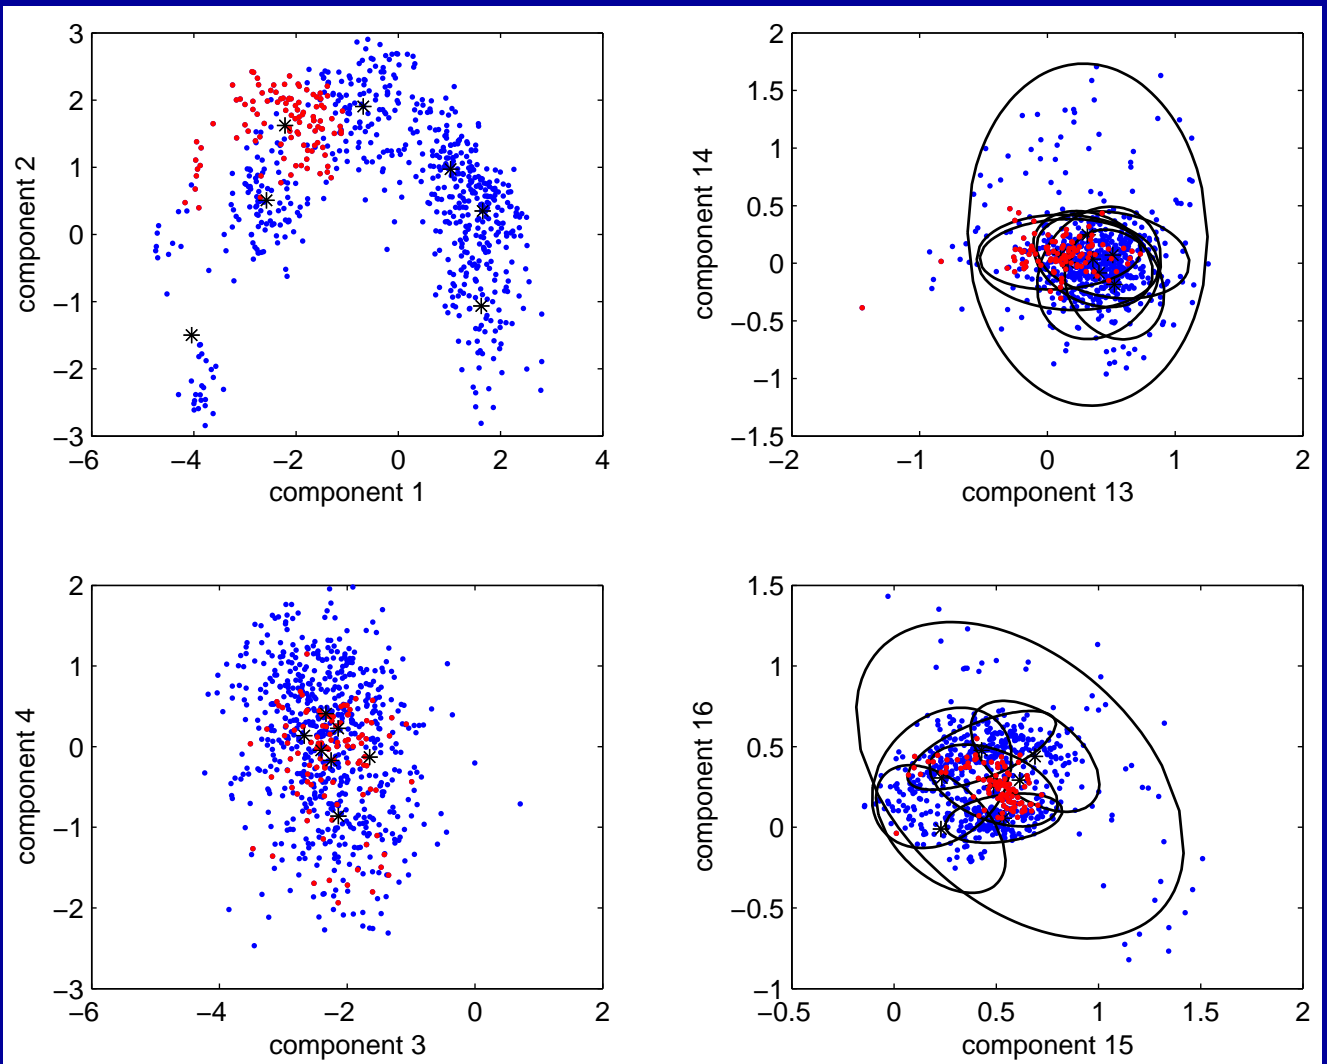 3
2
1
0
−1
−2
−3
−6 −4 −2 0 2 4
component 1
component 2
2
1.5
1
0.5
0
−0.5
−1
−1.5
−2 −1 0 1 2
component 13
component 14
2
1
0
−1
−2
−3
−6 −4 −2 0 2
component 3
component 4
1.5
1
0.5
0
−0.5
−1
−0.5 0 0.5 1 1.5 2
component 15
component 16